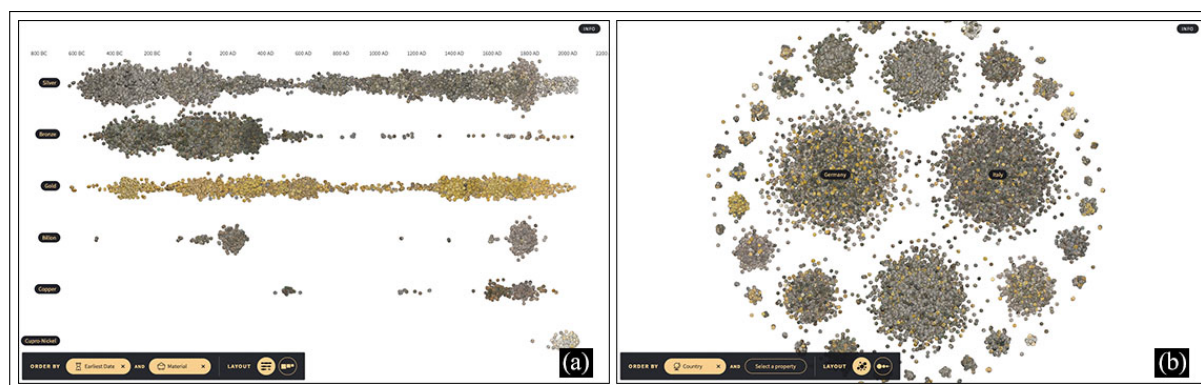 INFO
800 BC 600 BC 400 BC 200 BC 0 200 AD 400 AD 600 AD 800 AD 1000 AD 1200 AD 1400 AD 1600 AD 1800 AD 2000 AD 2200
Silver
Bronze
Gold
Billon
Copper
Cupro Nickel
ORDER BY Earliest Date × AND Material × LAYOUT
(a)
INFO
Germany
Italy
ORDER BY Country × AND Select a property LAYOUT
(b)